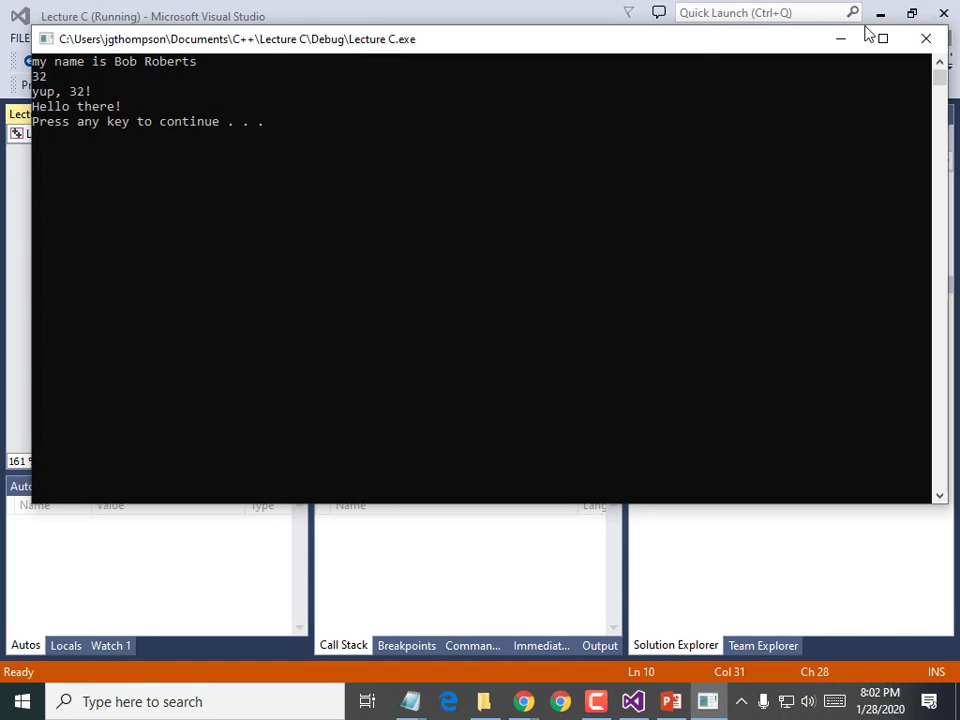 Lecture C (Running) - Microsoft Visual Studio
Quick Launch (Ctrl+Q)
FILE
C:\Users\jgthompson\Documents\C++\Lecture C\Debug\Lecture C.exe
my name is Bob Roberts
32
yup, 32!
Hello there!
Press any key to continue . . .
Lect
161 %
Auto
Name Value Type
Name Lang
Autos Locals Watch 1
Call Stack Breakpoints Comman... Immediat... Output
Solution Explorer Team Explorer
Ready Ln 10 Col 31 Ch 28 INS
Type here to search
8:02 PM
1/28/2020